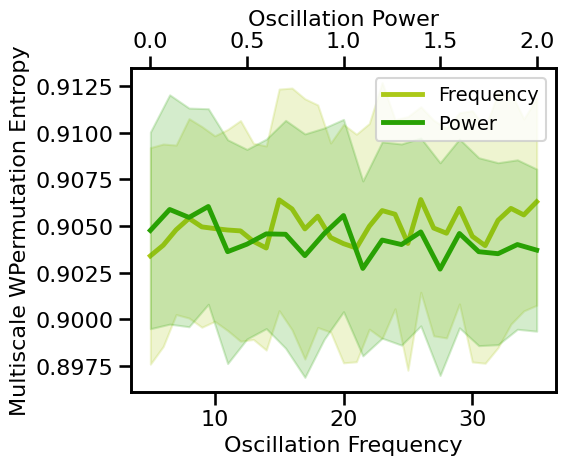 Oscillation Power
0.0 0.5 1.0 1.5 2.0
Multiscale WPermutation Entropy
0.9125
0.9100
0.9075
0.9050
0.9025
0.9000
0.8975
Frequency
Power
10 20 30
Oscillation Frequency